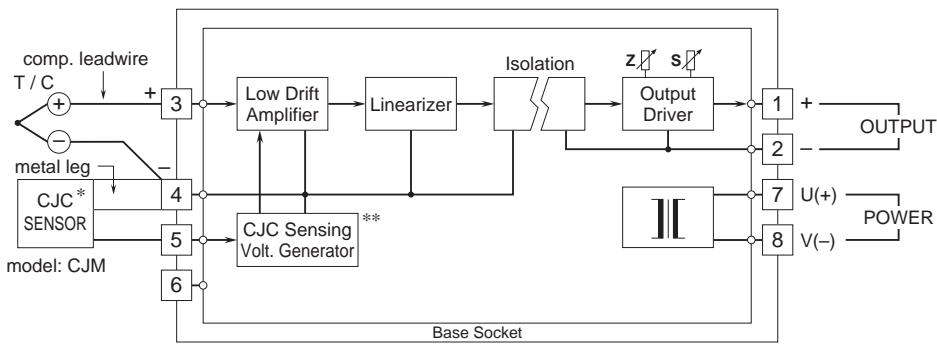 comp. leadwire
T / C
+
−
+
−
metal leg
CJC*
SENSOR
model: CJM
3
4
5
6
Low Drift
Amplifier
Linearizer
Isolation
Z
S
Output
Driver
CJC Sensing
Volt. Generator
**
1
+
2
−
OUTPUT
7
U(+)
8
V(−)
POWER
Base Socket